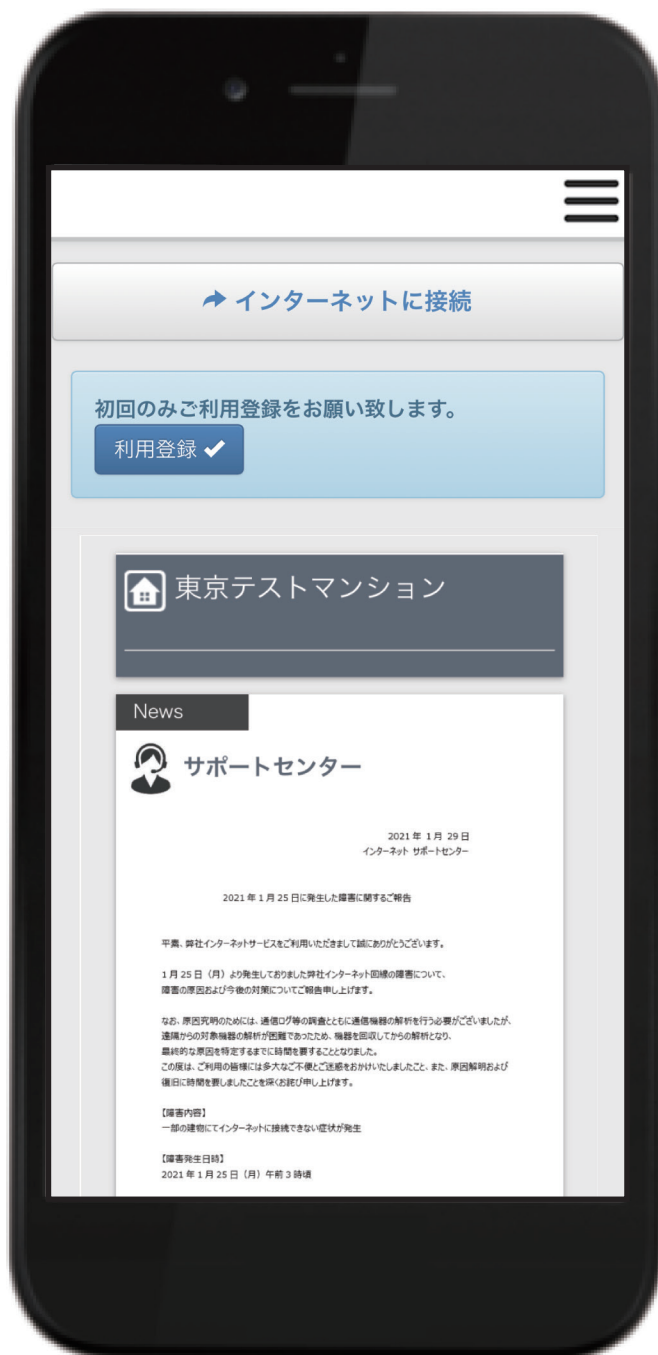 インターネットに接続
初回のみご利用登録をお願い致します。
利用登録
東京テストマンション
News
サポートセンター
2021 年 1 月 29 日
インターネット サポートセンター
2021 年 1 月 25 日に発生した障害に関するご報告
平素、弊社インターネットサービスをご利用いただきまして誠にありがとうございます。
1 月 25 日（月）より発生しておりました弊社インターネット回線の障害について、
障害の原因および今後の対策についてご報告申し上げます。
なお、原因究明のためには、通信ログ等の調査とともに通信機器の解析を行う必要がございましたが、
遠隔からの対象機器の解析が困難であったため、機器を回収してからの解析となり、
最終的な原因を特定するまでに時間を要することとなりました。
この度は、ご利用の皆様には多大なご不便とご迷惑をおかけいたしましたこと、また、原因解明および
復旧に時間を要しましたことを深くお詫び申し上げます。
【障害内容】
一部の建物にてインターネットに接続できない症状が発生
【障害発生日時】
2021 年 1 月 25 日（月）午前 3 時頃